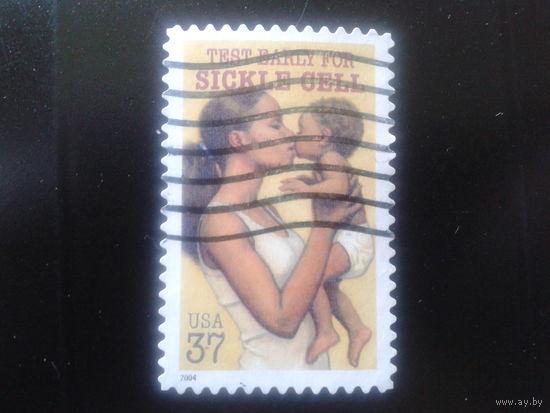 TEST EARLY FOR
SICKLE CELL
USA
37
2004
© www.ay.by